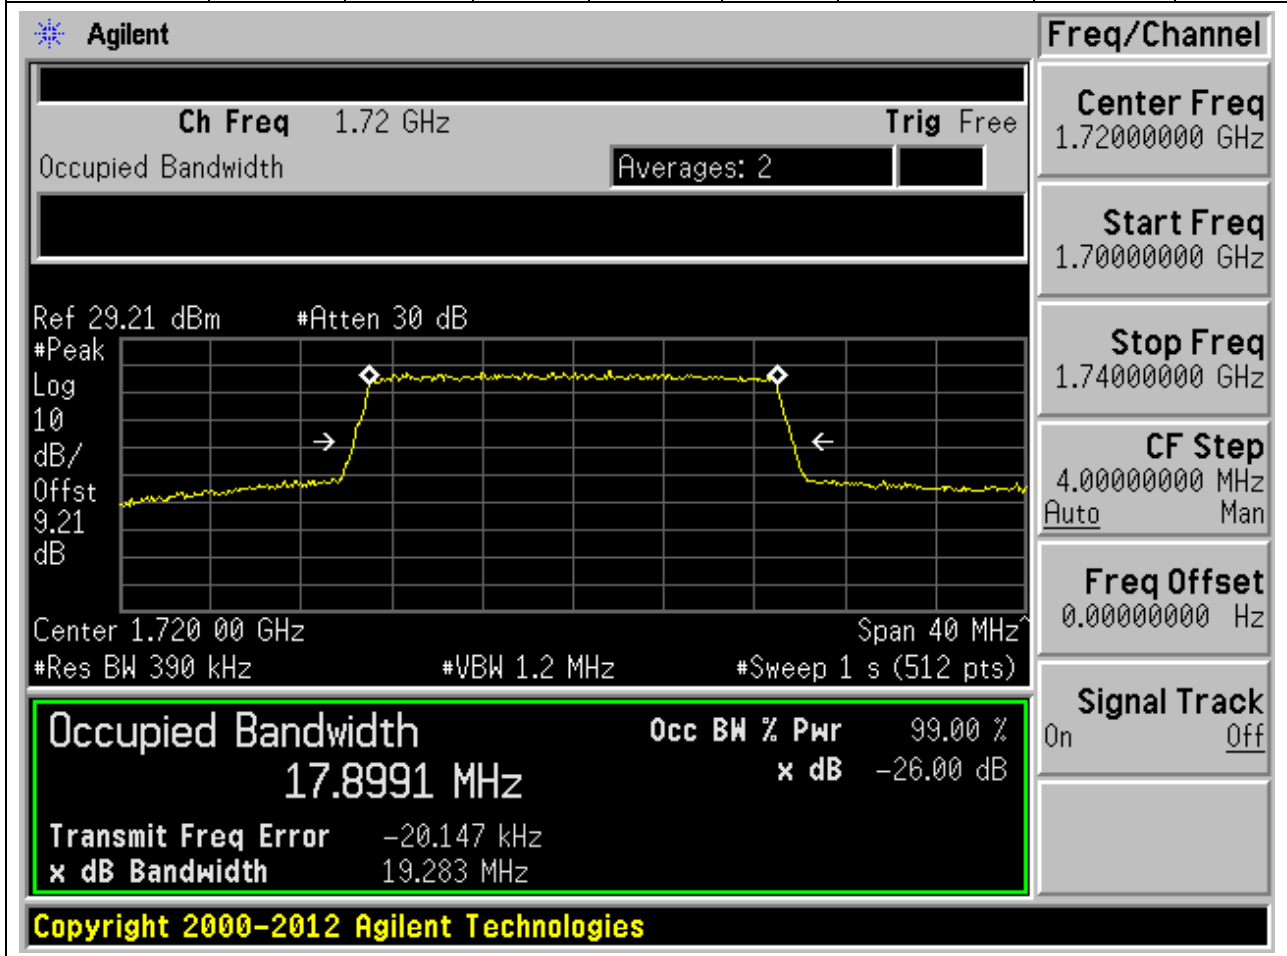 Agilent
Freq/Channel
Ch Freq 1.72 GHz Trig Free
Occupied Bandwidth Averages: 2
Center Freq
1.72000000 GHz
Start Freq
1.70000000 GHz
Stop Freq
1.74000000 GHz
CF Step
4.00000000 MHz
Auto Man
Freq Offset
0.00000000 Hz
Signal Track
On Off
Ref 29.21 dBm #Atten 30 dB
#Peak
Log
10
dB/
Offst
9.21
dB
Center 1.720 00 GHz Span 40 MHz^
#Res BW 390 kHz #VBW 1.2 MHz #Sweep 1 s (512 pts)
Occupied Bandwidth Occ BW % Pwr 99.00 %
17.8991 MHz x dB -26.00 dB
Transmit Freq Error -20.147 kHz
x dB Bandwidth 19.283 MHz
Copyright 2000-2012 Agilent Technologies